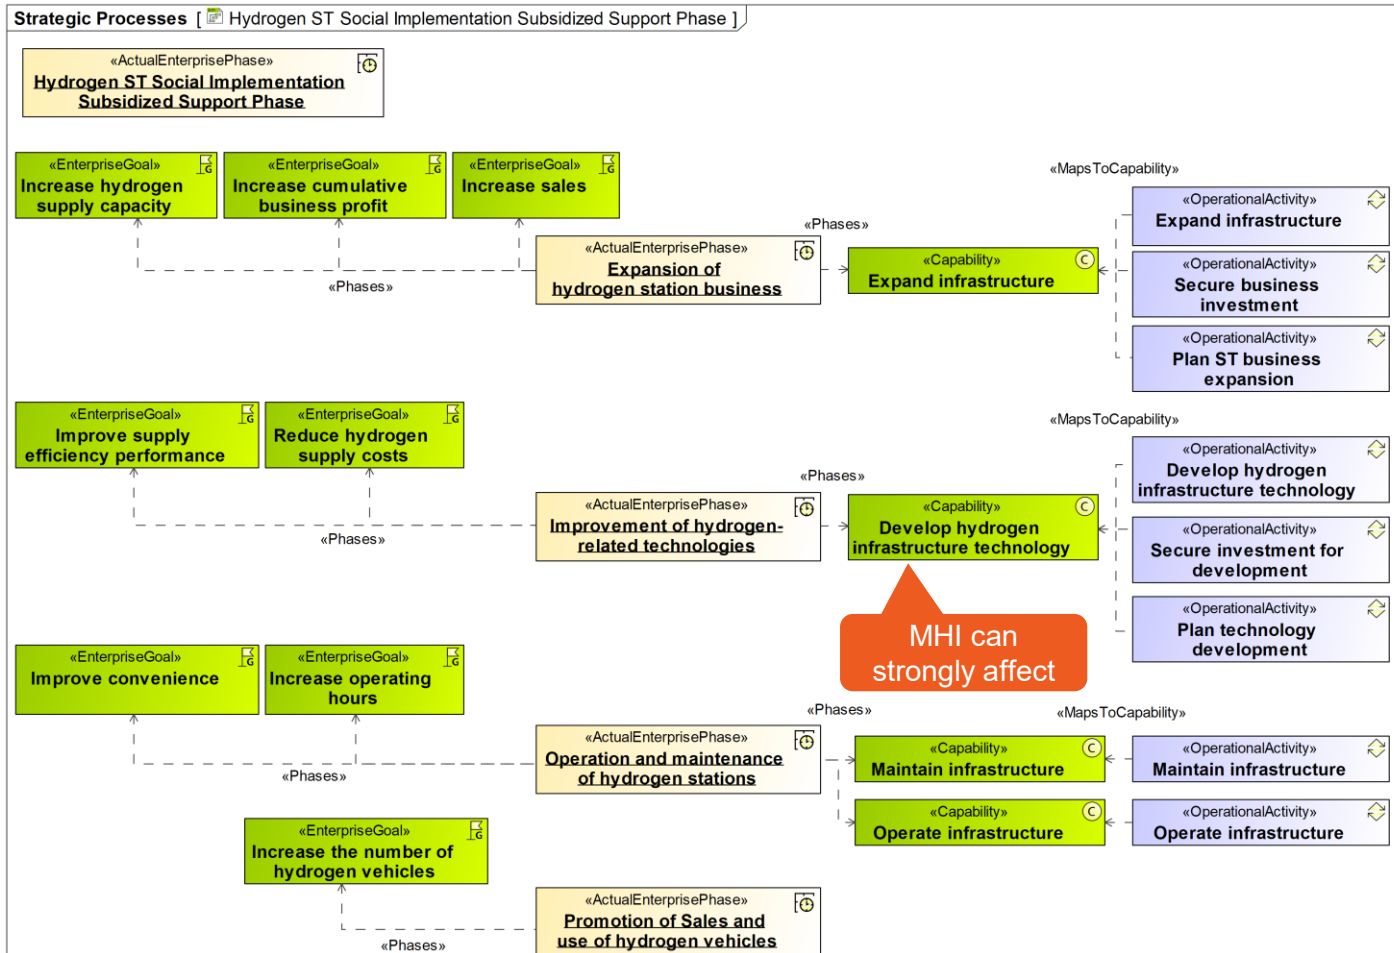 Strategic Processes [ Hydrogen ST Social Implementation Subsidized Support Phase ]
«ActualEnterprisePhase»
Hydrogen ST Social Implementation
Subsidized Support Phase
«EnterpriseGoal»
Increase hydrogen
supply capacity
«EnterpriseGoal»
Increase cumulative
business profit
«EnterpriseGoal»
Increase sales
«Phases»
«ActualEnterprisePhase»
Expansion of
hydrogen station business
«Phases»
«Capability»
Expand infrastructure
«MapsToCapability»
«OperationalActivity»
Expand infrastructure
«OperationalActivity»
Secure business
investment
«OperationalActivity»
Plan ST business
expansion
«EnterpriseGoal»
Improve supply
efficiency performance
«EnterpriseGoal»
Reduce hydrogen
supply costs
«Phases»
«ActualEnterprisePhase»
Improvement of hydrogen-
related technologies
«Phases»
«Capability»
Develop hydrogen
infrastructure technology
MHI can
strongly affect
«MapsToCapability»
«OperationalActivity»
Develop hydrogen
infrastructure technology
«OperationalActivity»
Secure investment for
development
«OperationalActivity»
Plan technology
development
«EnterpriseGoal»
Improve convenience
«EnterpriseGoal»
Increase operating
hours
«Phases»
«ActualEnterprisePhase»
Operation and maintenance
of hydrogen stations
«Phases»
«Capability»
Maintain infrastructure
«Capability»
Operate infrastructure
«MapsToCapability»
«OperationalActivity»
Maintain infrastructure
«OperationalActivity»
Operate infrastructure
«EnterpriseGoal»
Increase the number of
hydrogen vehicles
«Phases»
«ActualEnterprisePhase»
Promotion of Sales and
use of hydrogen vehicles